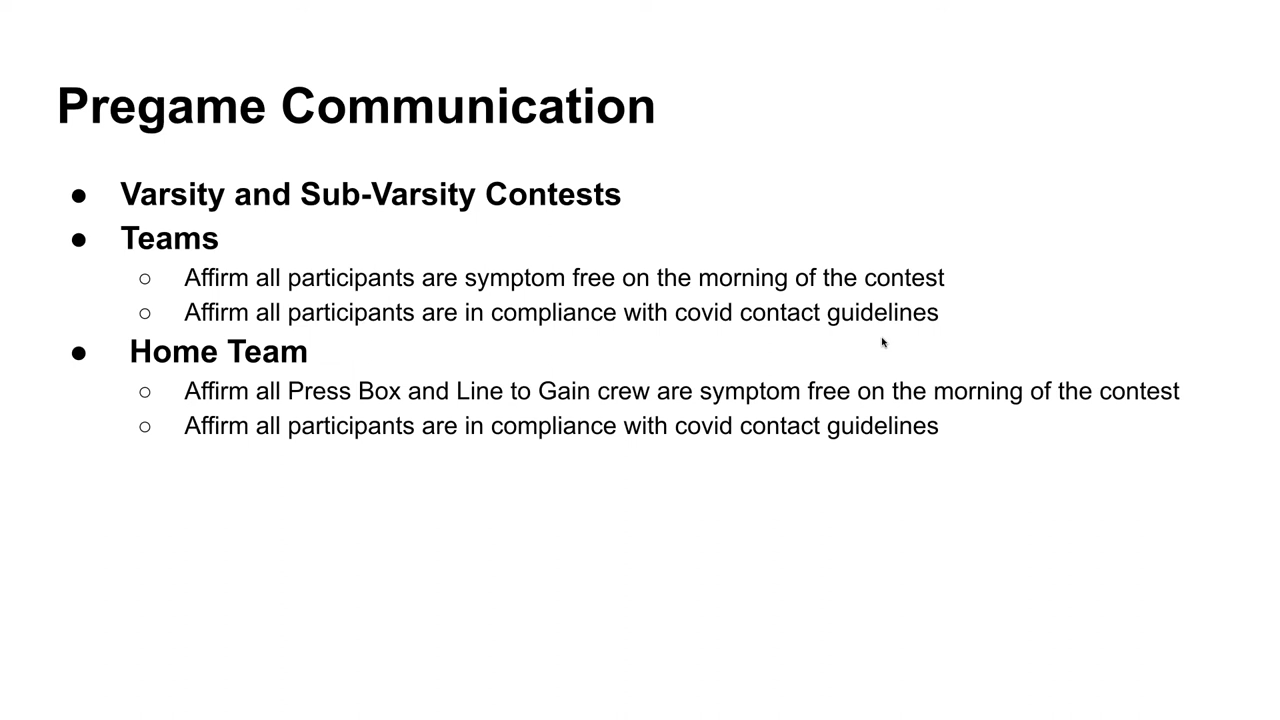 Pregame Communication
● Varsity and Sub-Varsity Contests
● Teams
○ Affirm all participants are symptom free on the morning of the contest
○ Affirm all participants are in compliance with covid contact guidelines
● Home Team
○ Affirm all Press Box and Line to Gain crew are symptom free on the morning of the contest
○ Affirm all participants are in compliance with covid contact guidelines